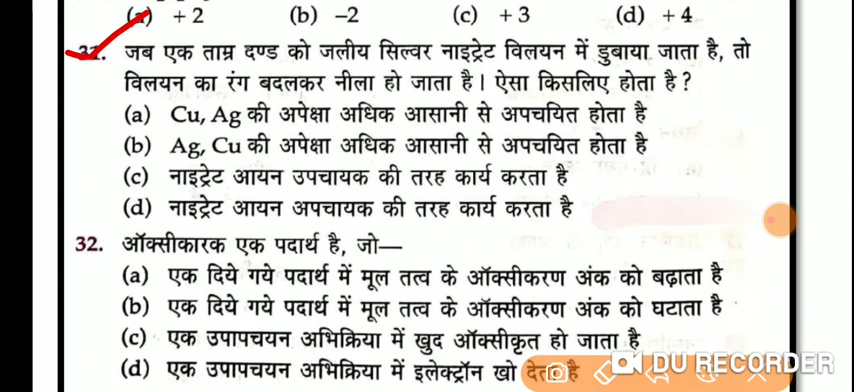 (a) +2 (b) –2 (c) +3 (d) +4
31. जब एक ताम्र दण्ड को जलीय सिल्वर नाइट्रेट विलयन में डुबाया जाता है, तो
विलयन का रंग बदलकर नीला हो जाता है। ऐसा किसलिए होता है ?
(a) Cu, Ag की अपेक्षा अधिक आसानी से अपचयित होता है
(b) Ag, Cu की अपेक्षा अधिक आसानी से अपचयित होता है
(c) नाइट्रेट आयन उपचायक की तरह कार्य करता है
(d) नाइट्रेट आयन अपचायक की तरह कार्य करता है
32. ऑक्सीकारक एक पदार्थ है, जो—
(a) एक दिये गये पदार्थ में मूल तत्व के ऑक्सीकरण अंक को बढ़ाता है
(b) एक दिये गये पदार्थ में मूल तत्व के ऑक्सीकरण अंक को घटाता है
(c) एक उपापचयन अभिक्रिया में खुद ऑक्सीकृत हो जाता है
(d) एक उपापचयन अभिक्रिया में इलेक्ट्रॉन खो देता है
DU RECORDER